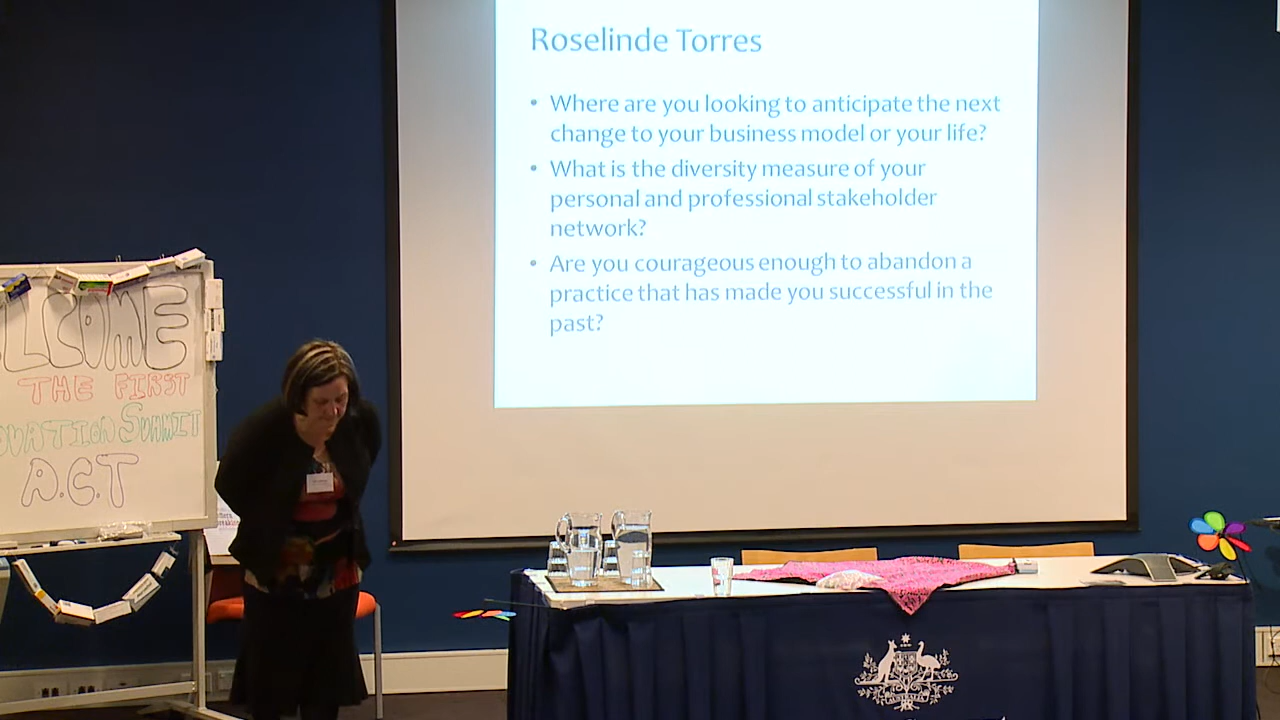 Roselinde Torres
• Where are you looking to anticipate the next
change to your business model or your life?
• What is the diversity measure of your
personal and professional stakeholder
network?
• Are you courageous enough to abandon a
practice that has made you successful in the
past?
LCOME
THE FIRST
OVATION SUMMIT
A.C.T
AUSTRALIA